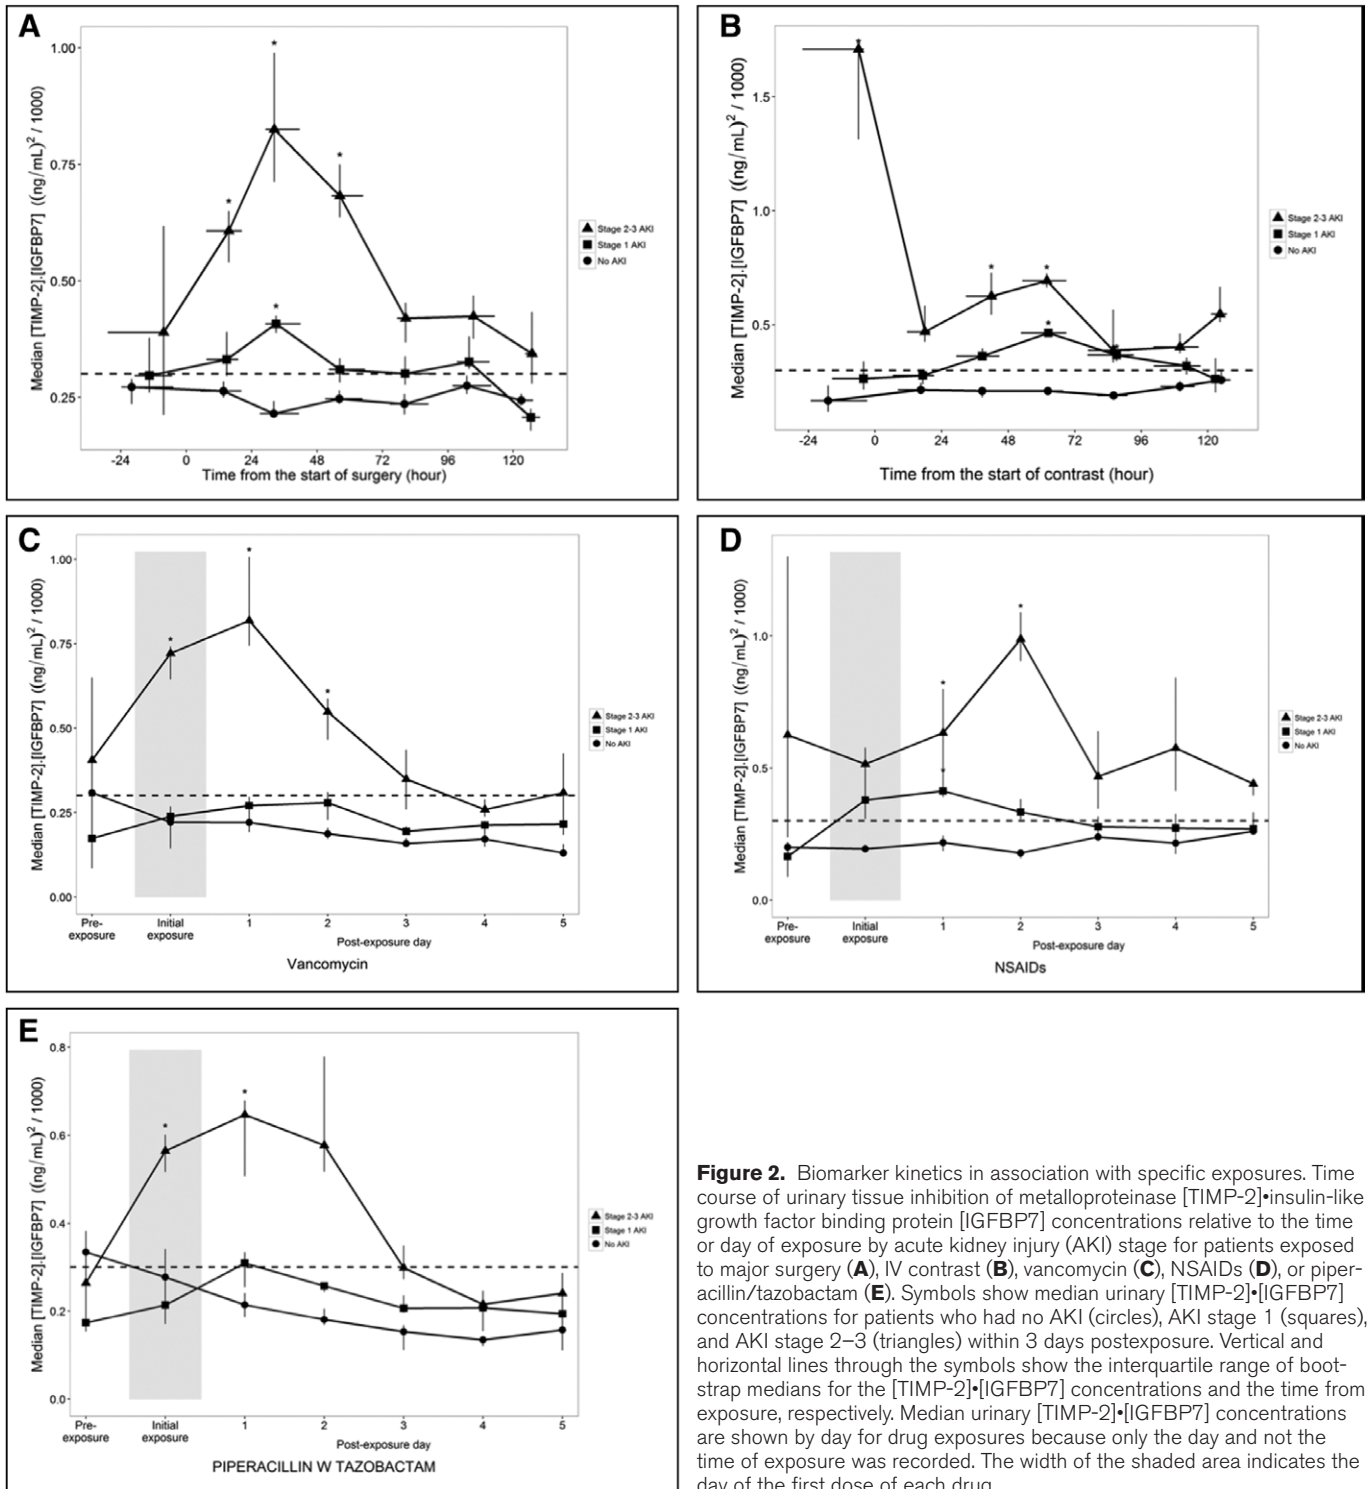 A
Median [TIMP-2].[IGFBP7] ((ng/mL)² / 1000)
1.00
0.75
0.50
0.25
*
*
*
*
-24 0 24 48 72 96 120
Time from the start of surgery (hour)
Stage 2-3 AKI
Stage 1 AKI
No AKI
B
Median [TIMP-2].[IGFBP7] ((ng/mL)² / 1000)
1.5
1.0
0.5
*
*
*
*
-24 0 24 48 72 96 120
Time from the start of contrast (hour)
Stage 2-3 AKI
Stage 1 AKI
No AKI
C
Median [TIMP-2].[IGFBP7] ((ng/mL)² / 1000)
1.00
0.75
0.50
0.25
0.00
*
*
*
Pre- Initial 1 2 3 4 5
exposure exposure
Post-exposure day
Vancomycin
Stage 2-3 AKI
Stage 1 AKI
No AKI
D
Median [TIMP-2].[IGFBP7] ((ng/mL)² / 1000)
1.0
0.5
0.0
*
*
*
Pre- Initial 1 2 3 4 5
exposure exposure
Post-exposure day
NSAIDs
Stage 2-3 AKI
Stage 1 AKI
No AKI
E
Median [TIMP-2].[IGFBP7] ((ng/mL)² / 1000)
0.8
0.6
0.4
0.2
0.0
*
*
Pre- Initial 1 2 3 4 5
exposure exposure
Post-exposure day
PIPERACILLIN W TAZOBACTAM
Stage 2-3 AKI
Stage 1 AKI
No AKI
Figure 2. Biomarker kinetics in association with specific exposures. Time
course of urinary tissue inhibition of metalloproteinase [TIMP-2]•insulin-like
growth factor binding protein [IGFBP7] concentrations relative to the time
or day of exposure by acute kidney injury (AKI) stage for patients exposed
to major surgery (A), IV contrast (B), vancomycin (C), NSAIDs (D), or piper-
acillin/tazobactam (E). Symbols show median urinary [TIMP-2]•[IGFBP7]
concentrations for patients who had no AKI (circles), AKI stage 1 (squares),
and AKI stage 2–3 (triangles) within 3 days postexposure. Vertical and
horizontal lines through the symbols show the interquartile range of boot-
strap medians for the [TIMP-2]•[IGFBP7] concentrations and the time from
exposure, respectively. Median urinary [TIMP-2]•[IGFBP7] concentrations
are shown by day for drug exposures because only the day and not the
time of exposure was recorded. The width of the shaded area indicates the
day of the first dose of each drug.